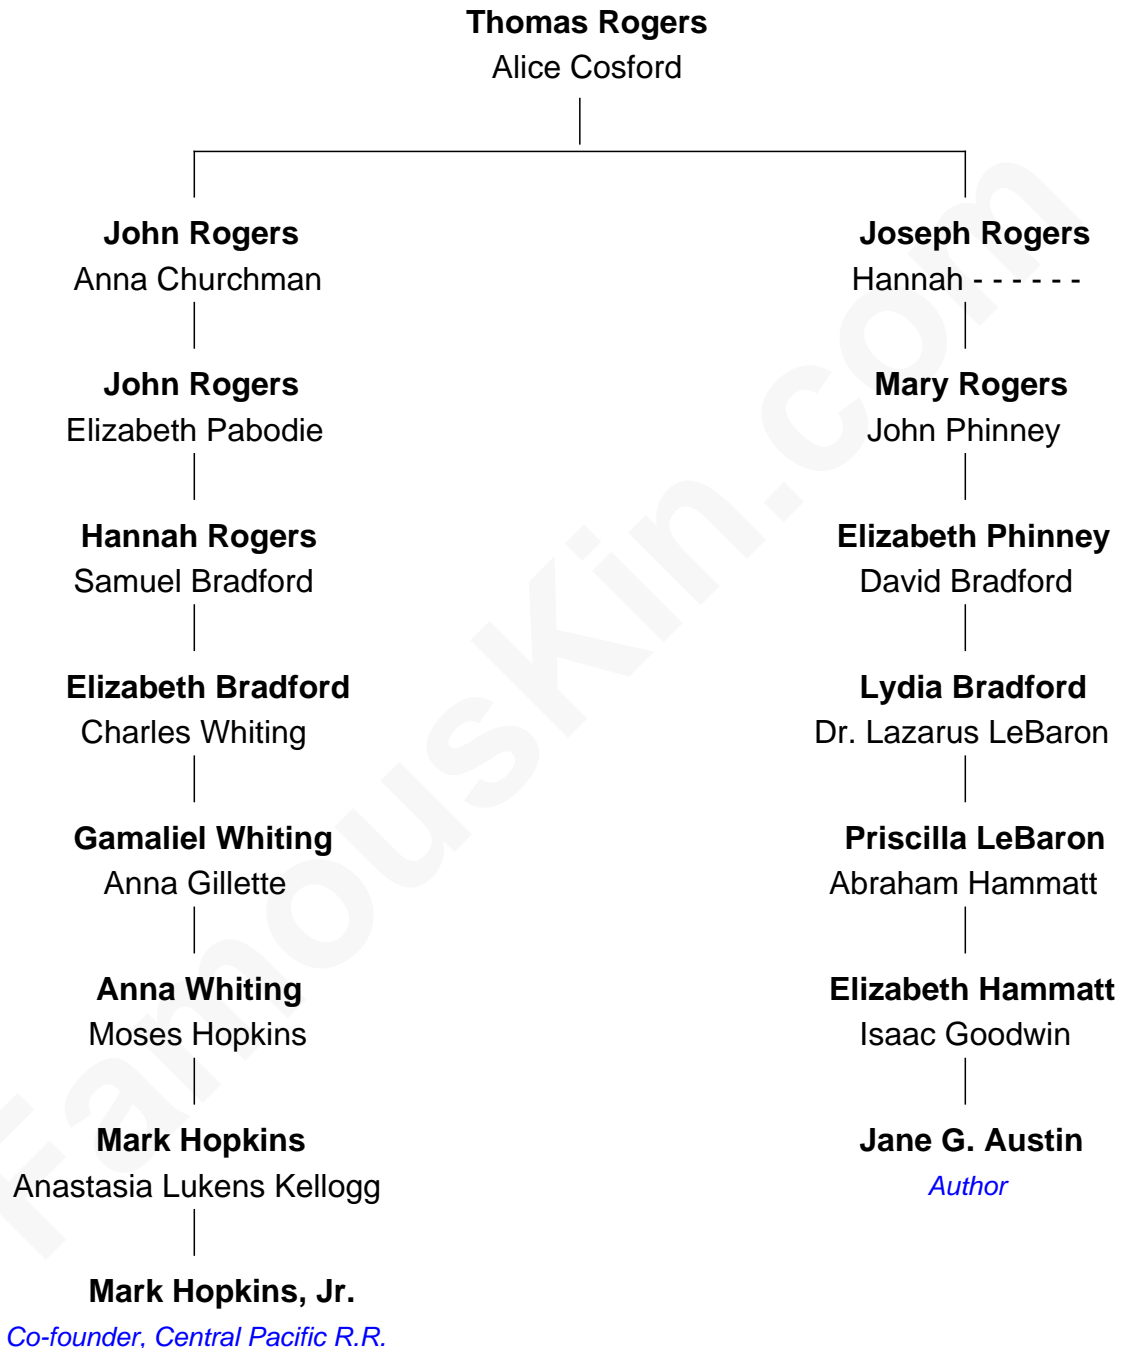 Thomas Rogers
Alice Cosford
John Rogers
Anna Churchman
John Rogers
Elizabeth Pabodie
Hannah Rogers
Samuel Bradford
Elizabeth Bradford
Charles Whiting
Gamaliel Whiting
Anna Gillette
Anna Whiting
Moses Hopkins
Mark Hopkins
Anastasia Lukens Kellogg
Mark Hopkins, Jr.
Co-founder, Central Pacific R.R.
Joseph Rogers
Hannah - - - - - -
Mary Rogers
John Phinney
Elizabeth Phinney
David Bradford
Lydia Bradford
Dr. Lazarus LeBaron
Priscilla LeBaron
Abraham Hammatt
Elizabeth Hammatt
Isaac Goodwin
Jane G. Austin
Author
FamousKin.com